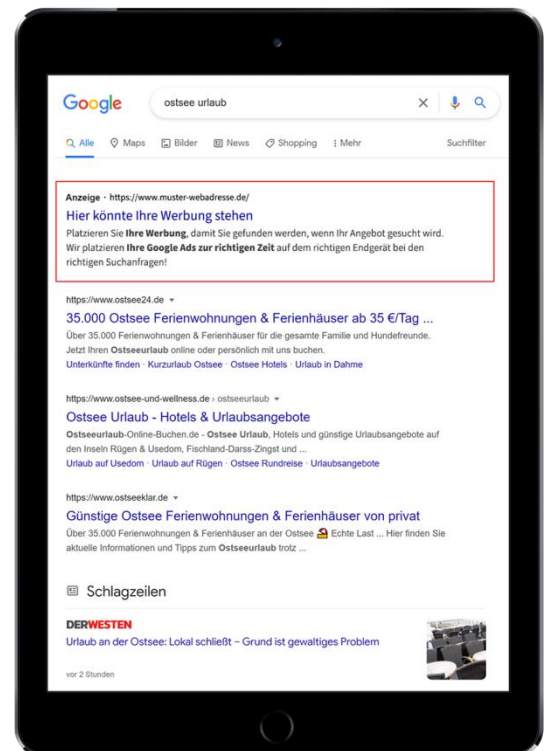 Google
ostsee urlaub
Alle Maps Bilder News Shopping Mehr Suchfilter
Anzeige · https://www.muster-webadresse.de/
Hier könnte Ihre Werbung stehen
Platzieren Sie Ihre Werbung, damit Sie gefunden werden, wenn Ihr Angebot gesucht wird.
Wir platzieren Ihre Google Ads zur richtigen Zeit auf dem richtigen Endgerät bei den
richtigen Suchanfragen!
https://www.ostsee24.de
35.000 Ostsee Ferienwohnungen & Ferienhäuser ab 35 €/Tag ...
Über 35.000 Ferienwohnungen & Ferienhäuser für die gesamte Familie und Hundefreunde.
Jetzt Ihren Ostseeurlaub online oder persönlich mit uns buchen.
Unterkünfte finden · Kurzurlaub Ostsee · Ostsee Hotels · Urlaub in Dahme
https://www.ostsee-und-wellness.de › ostseeurlaub
Ostsee Urlaub - Hotels & Urlaubsangebote
Ostseeurlaub-Online-Buchen.de - Ostsee Urlaub, Hotels und günstige Urlaubsangebote auf
den Inseln Rügen & Usedom, Fischland-Darss-Zingst und ...
Urlaub auf Usedom · Urlaub auf Rügen · Ostsee Rundreise · Urlaubsangebote
https://www.ostseeklar.de
Günstige Ostsee Ferienwohnungen & Ferienhäuser von privat
Über 35.000 Ferienwohnungen & Ferienhäuser an der Ostsee Echte Last ... Hier finden Sie
aktuelle Informationen und Tipps zum Ostseeurlaub trotz ...
Schlagzeilen
DERWESTEN
Urlaub an der Ostsee: Lokal schließt – Grund ist gewaltiges Problem
vor 2 Stunden